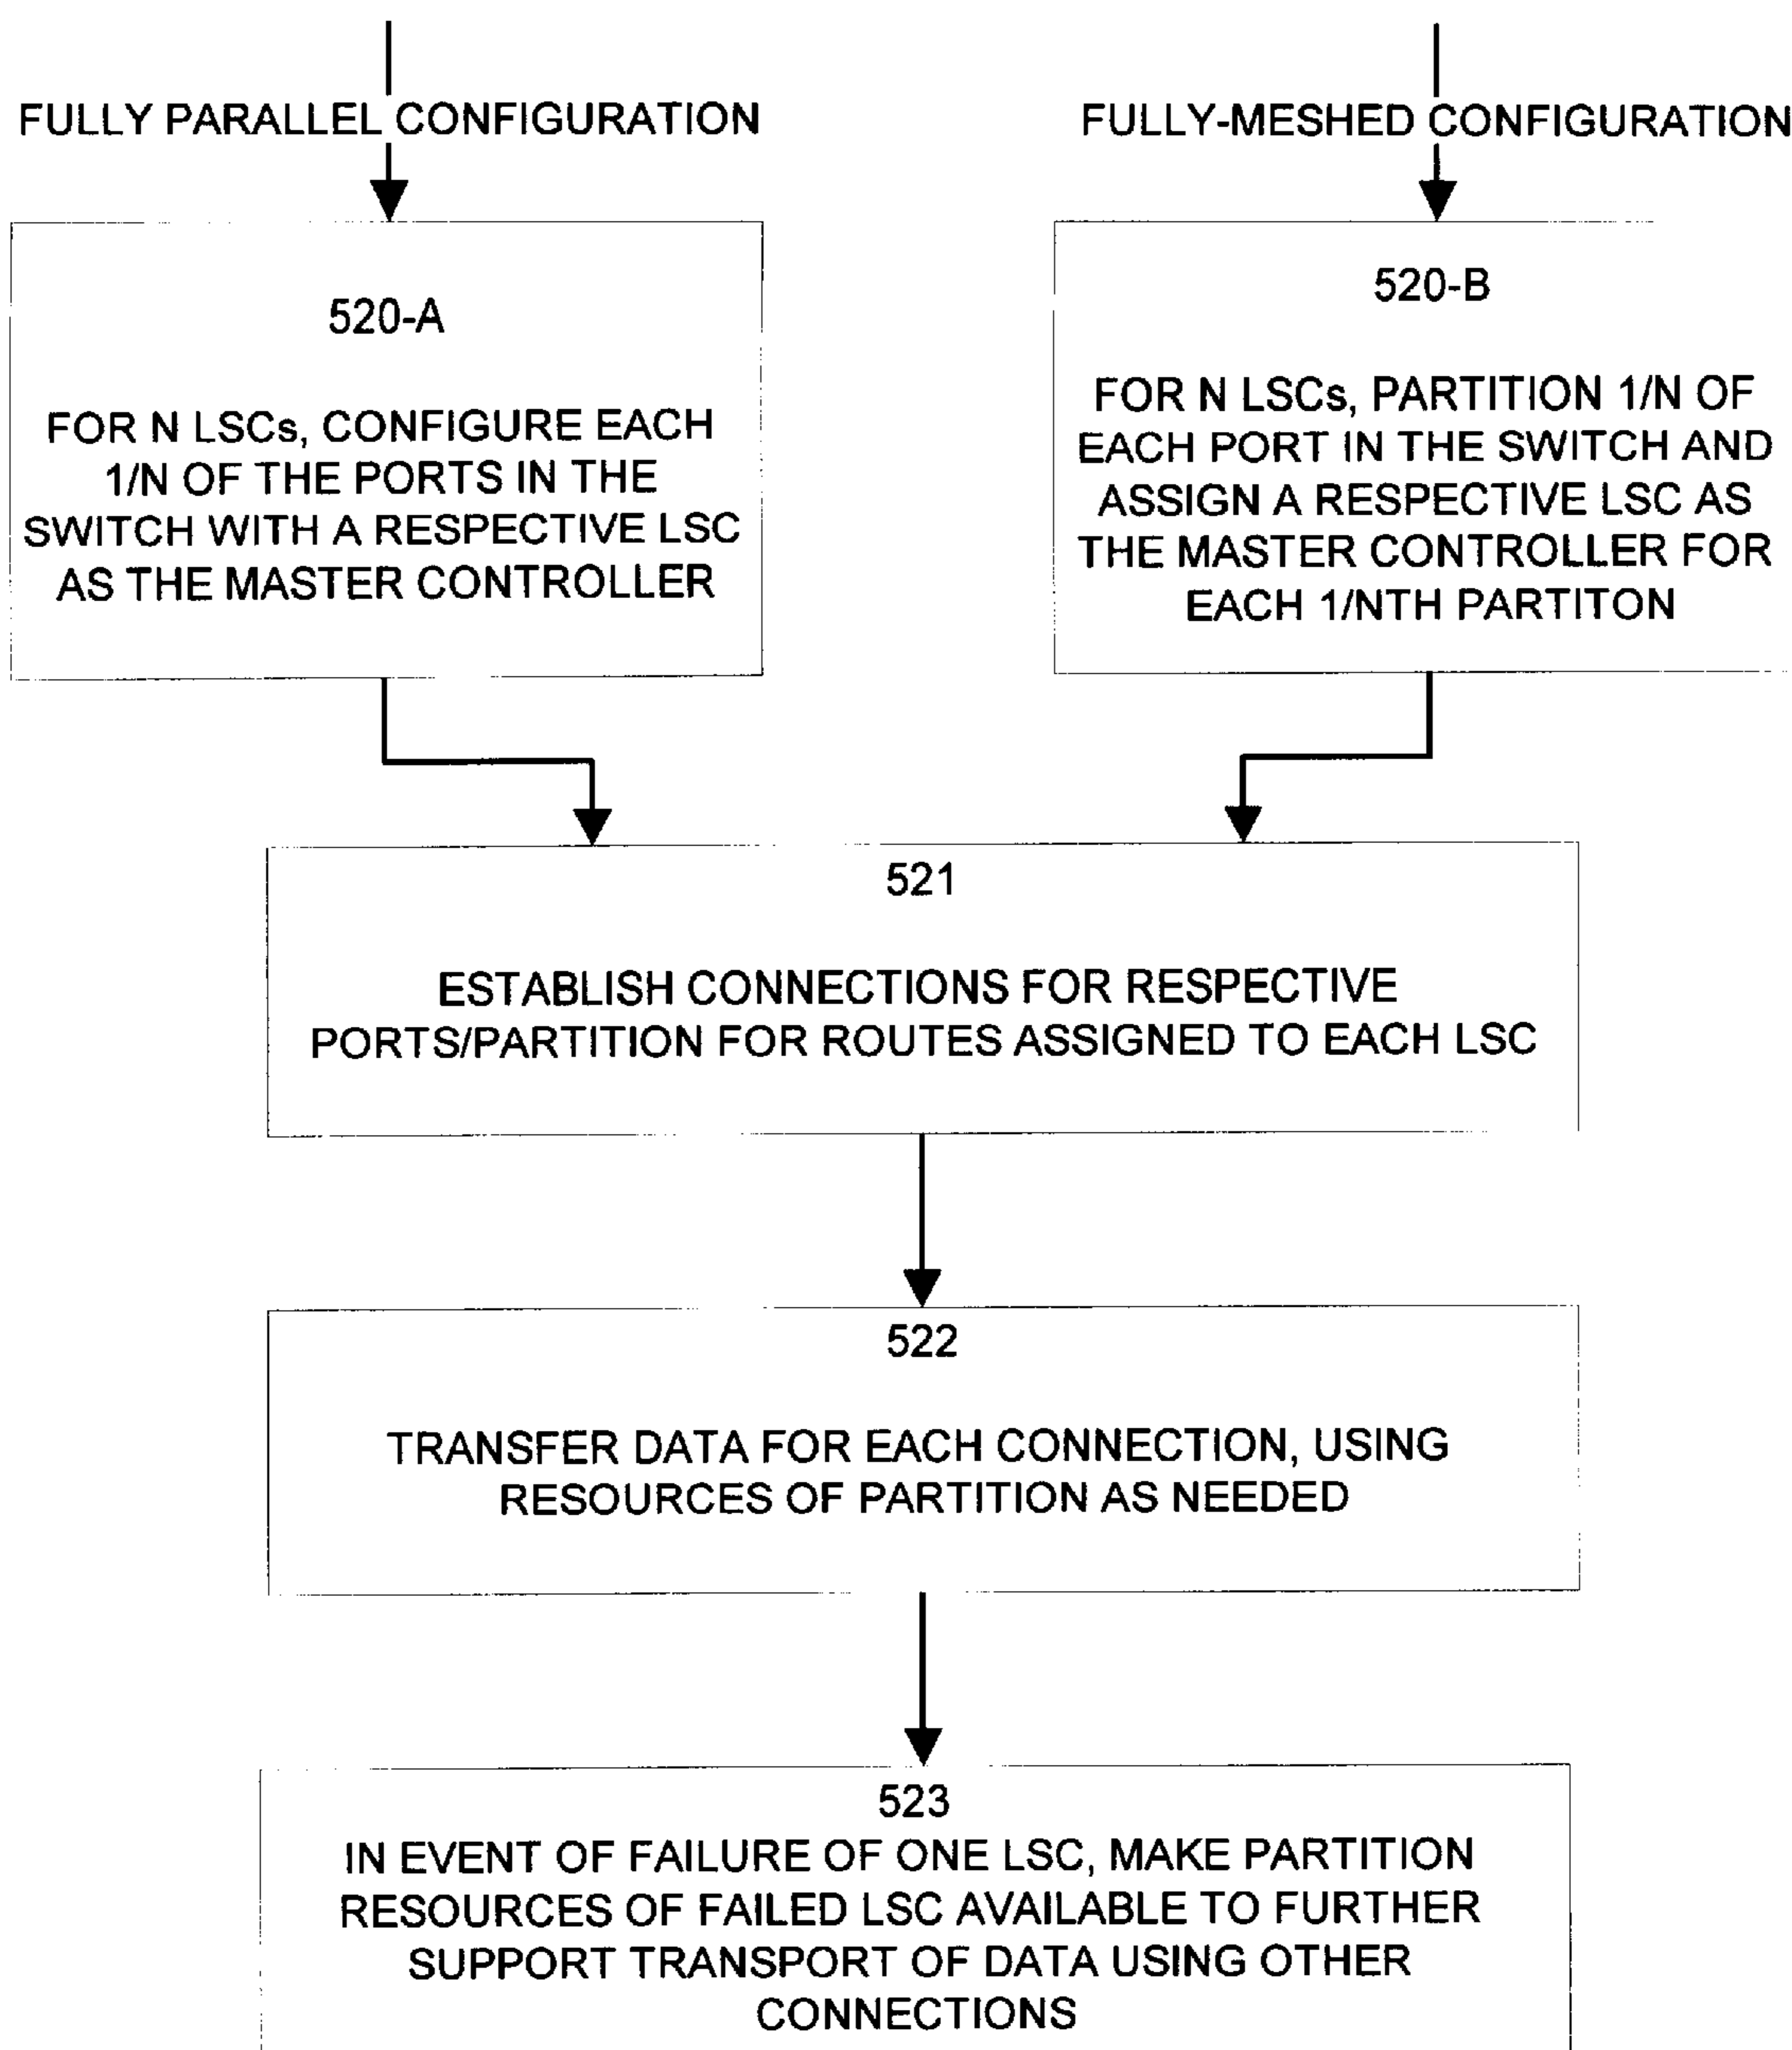 FULLY PARALLEL CONFIGURATION
FULLY-MESHED CONFIGURATION
520-A
FOR N LSCs, CONFIGURE EACH
1/N OF THE PORTS IN THE
SWITCH WITH A RESPECTIVE LSC
AS THE MASTER CONTROLLER
520-B
FOR N LSCs, PARTITION 1/N OF
EACH PORT IN THE SWITCH AND
ASSIGN A RESPECTIVE LSC AS
THE MASTER CONTROLLER FOR
EACH 1/NTH PARTITON
521
ESTABLISH CONNECTIONS FOR RESPECTIVE
PORTS/PARTITION FOR ROUTES ASSIGNED TO EACH LSC
522
TRANSFER DATA FOR EACH CONNECTION, USING
RESOURCES OF PARTITION AS NEEDED
523
IN EVENT OF FAILURE OF ONE LSC, MAKE PARTITION
RESOURCES OF FAILED LSC AVAILABLE TO FURTHER
SUPPORT TRANSPORT OF DATA USING OTHER
CONNECTIONS